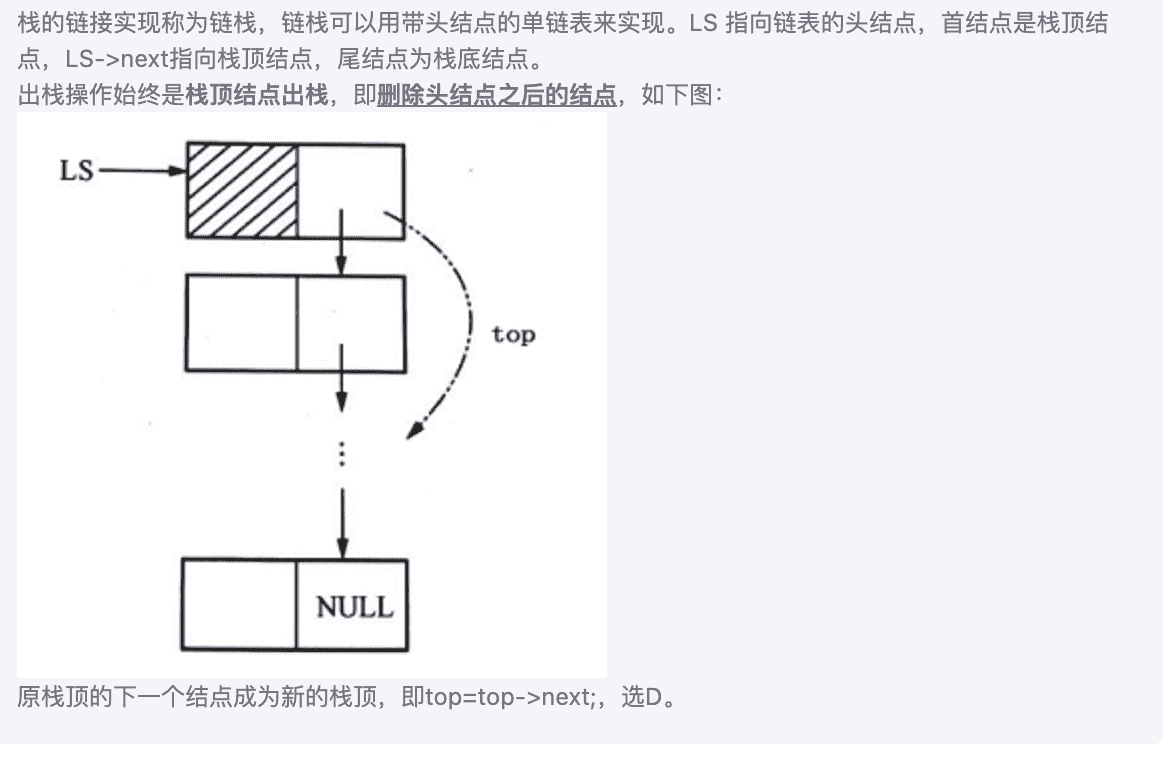 栈的链接实现称为链栈，链栈可以用带头结点的单链表来实现。LS 指向链表的头结点，首结点是栈顶结
点，LS->next指向栈顶结点，尾结点为栈底结点。
出栈操作始终是栈顶结点出栈，即删除头结点之后的结点，如下图：
LS
top
NULL
原栈顶的下一个结点成为新的栈顶，即top=top->next;，选D。